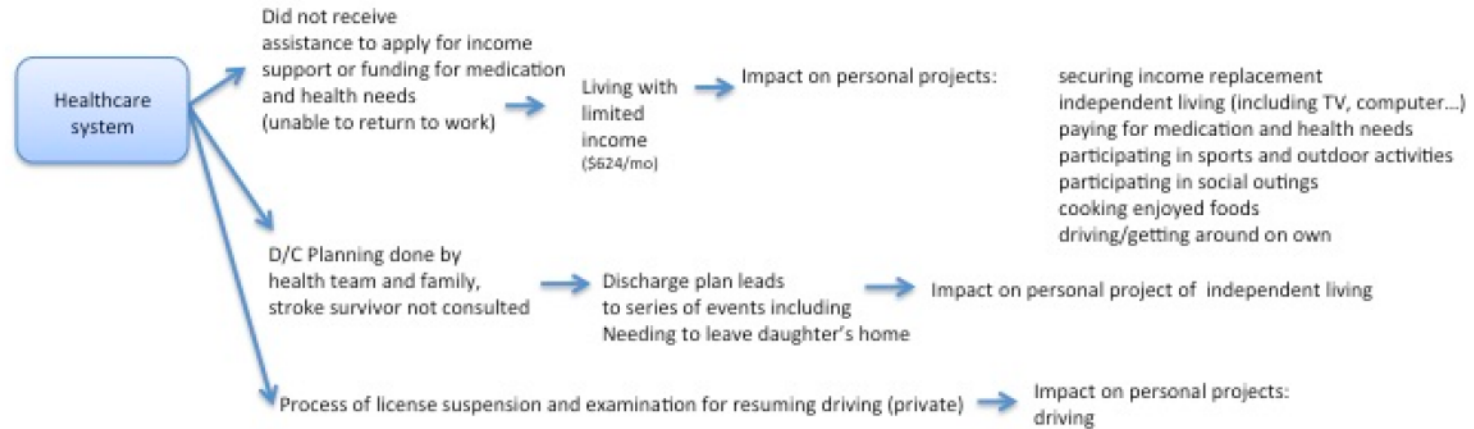 Healthcare
system
Did not receive
assistance to apply for income
support or funding for medication
and health needs
(unable to return to work)
Living with
limited
income
($624/mo)
Impact on personal projects:
securing income replacement
independent living (including TV, computer...)
paying for medication and health needs
participating in sports and outdoor activities
participating in social outings
cooking enjoyed foods
driving/getting around on own
D/C Planning done by
health team and family,
stroke survivor not consulted
Discharge plan leads
to series of events including
Needing to leave daughter's home
Impact on personal project of independent living
Process of license suspension and examination for resuming driving (private)
Impact on personal projects:
driving